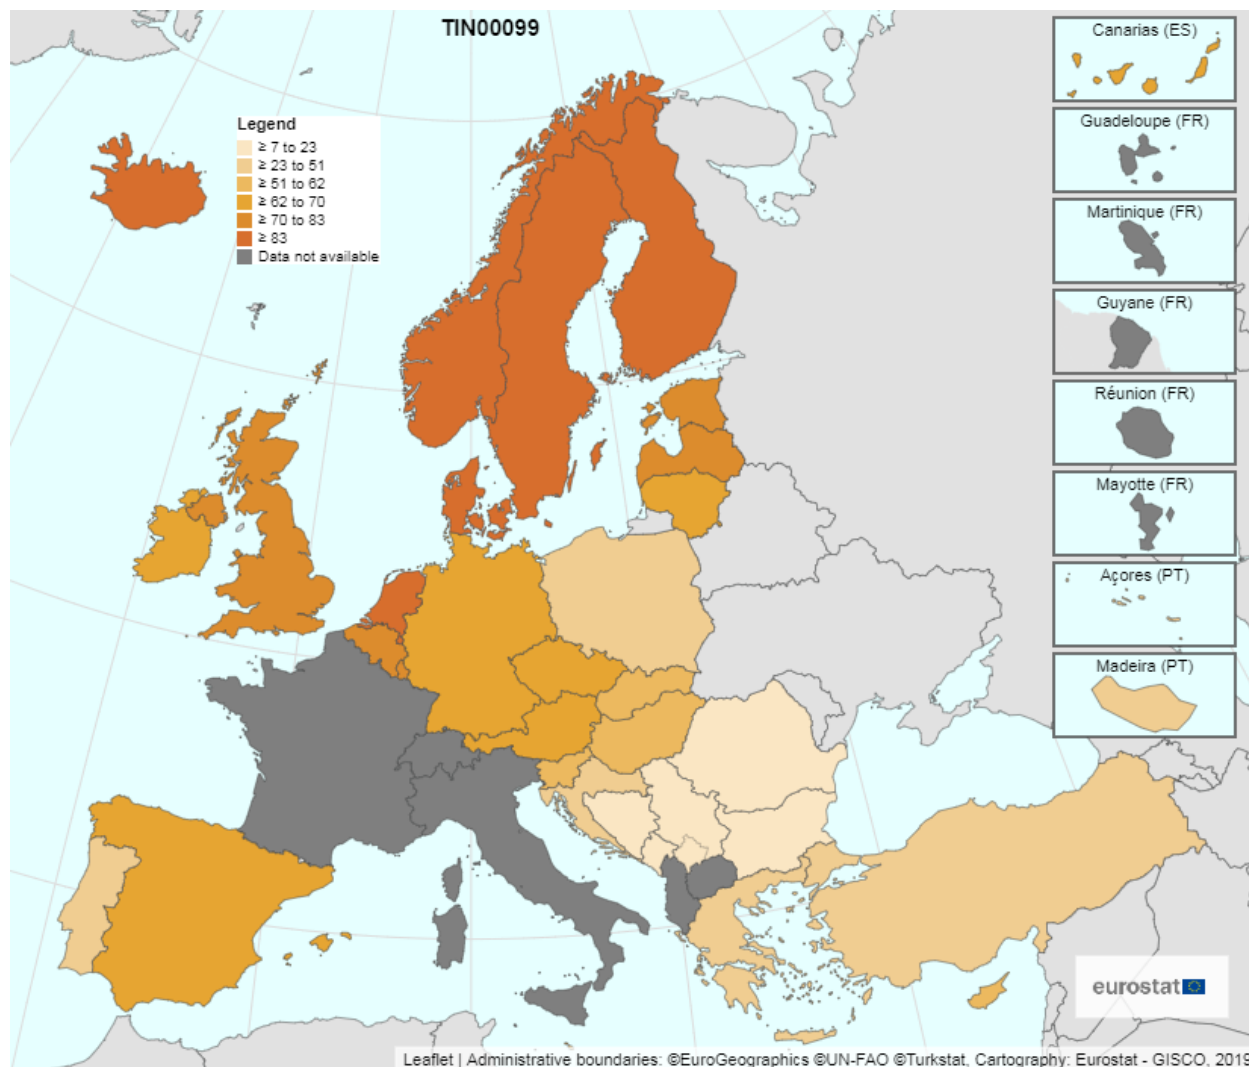 TIN00099
Legend
≥ 7 to 23
≥ 23 to 51
≥ 51 to 62
≥ 62 to 70
≥ 70 to 83
≥ 83
Data not available
Canarias (ES)
Guadeloupe (FR)
Martinique (FR)
Guyane (FR)
Réunion (FR)
Mayotte (FR)
Açores (PT)
Madeira (PT)
eurostat
Leaflet | Administrative boundaries: ©EuroGeographics ©UN-FAO ©Turkstat, Cartography: Eurostat - GISCO, 2019